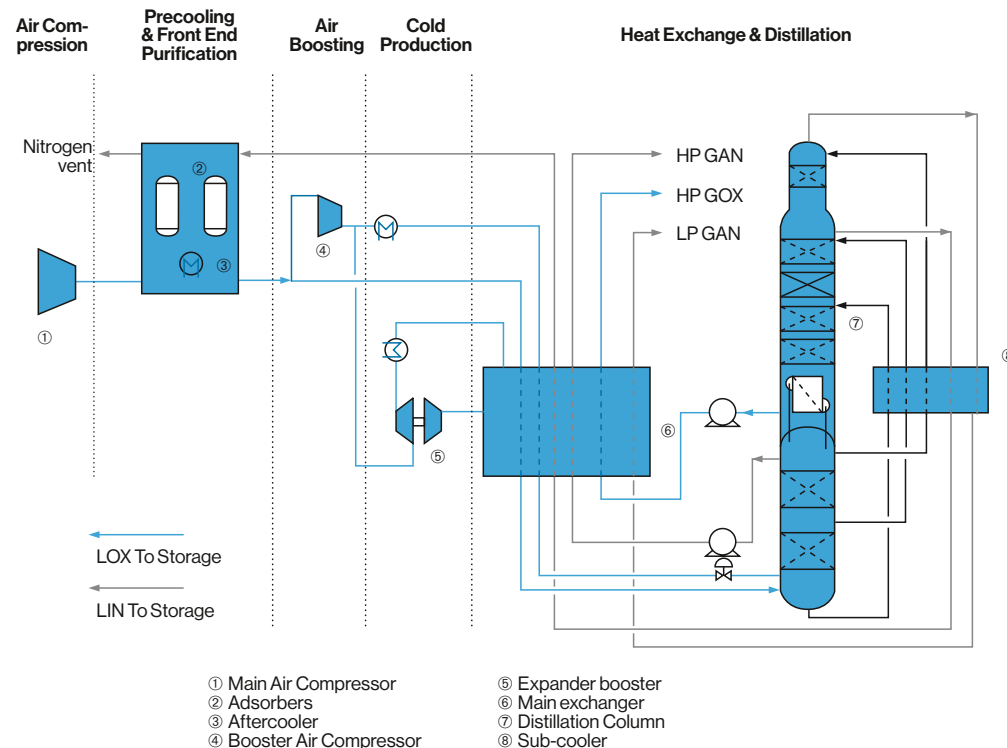 Air Com-
pression
Precooling
& Front End
Purification
Air
Boosting
Cold
Production
Heat Exchange & Distillation
Nitrogen
vent
②
③
①
④
⑤
HP GAN
HP GOX
LP GAN
⑥
⑦
⑧
LOX To Storage
LIN To Storage
① Main Air Compressor
② Adsorbers
③ Aftercooler
④ Booster Air Compressor
⑤ Expander booster
⑥ Main exchanger
⑦ Distillation Column
⑧ Sub-cooler